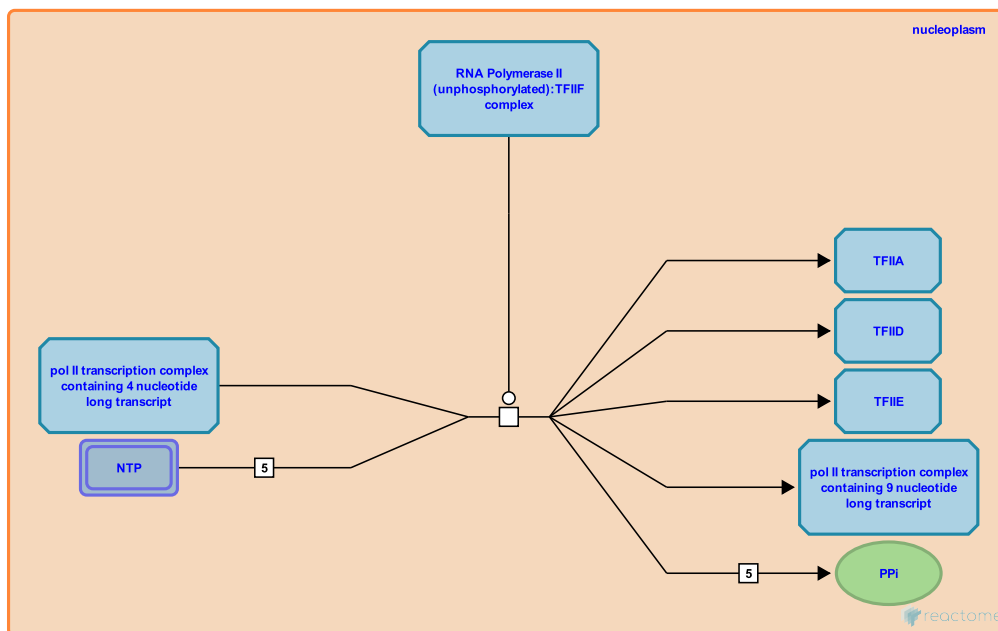 nucleoplasm
RNA Polymerase II
(unphosphorylated):TFIIF
complex
TFIIA
TFIID
TFIIE
pol II transcription complex
containing 4 nucleotide
long transcript
NTP
5
pol II transcription complex
containing 9 nucleotide
long transcript
5
PPi
reactome